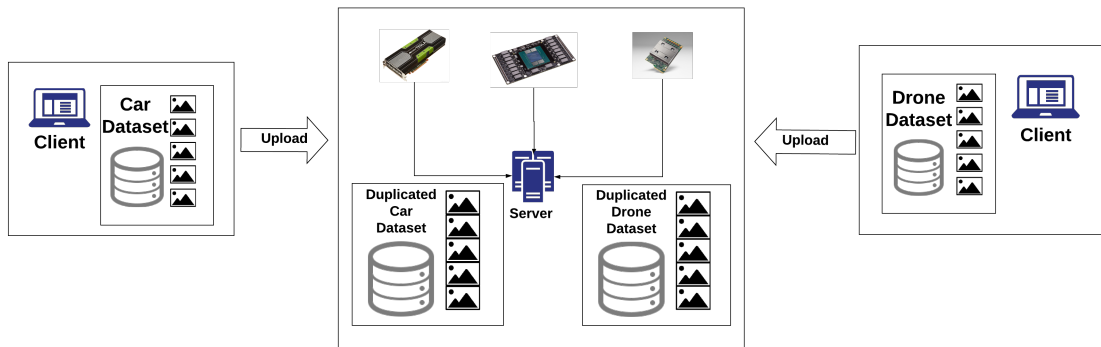 Car
Dataset
Client
Upload
Server
Duplicated
Car
Dataset
Duplicated
Drone
Dataset
Upload
Drone
Dataset
Client